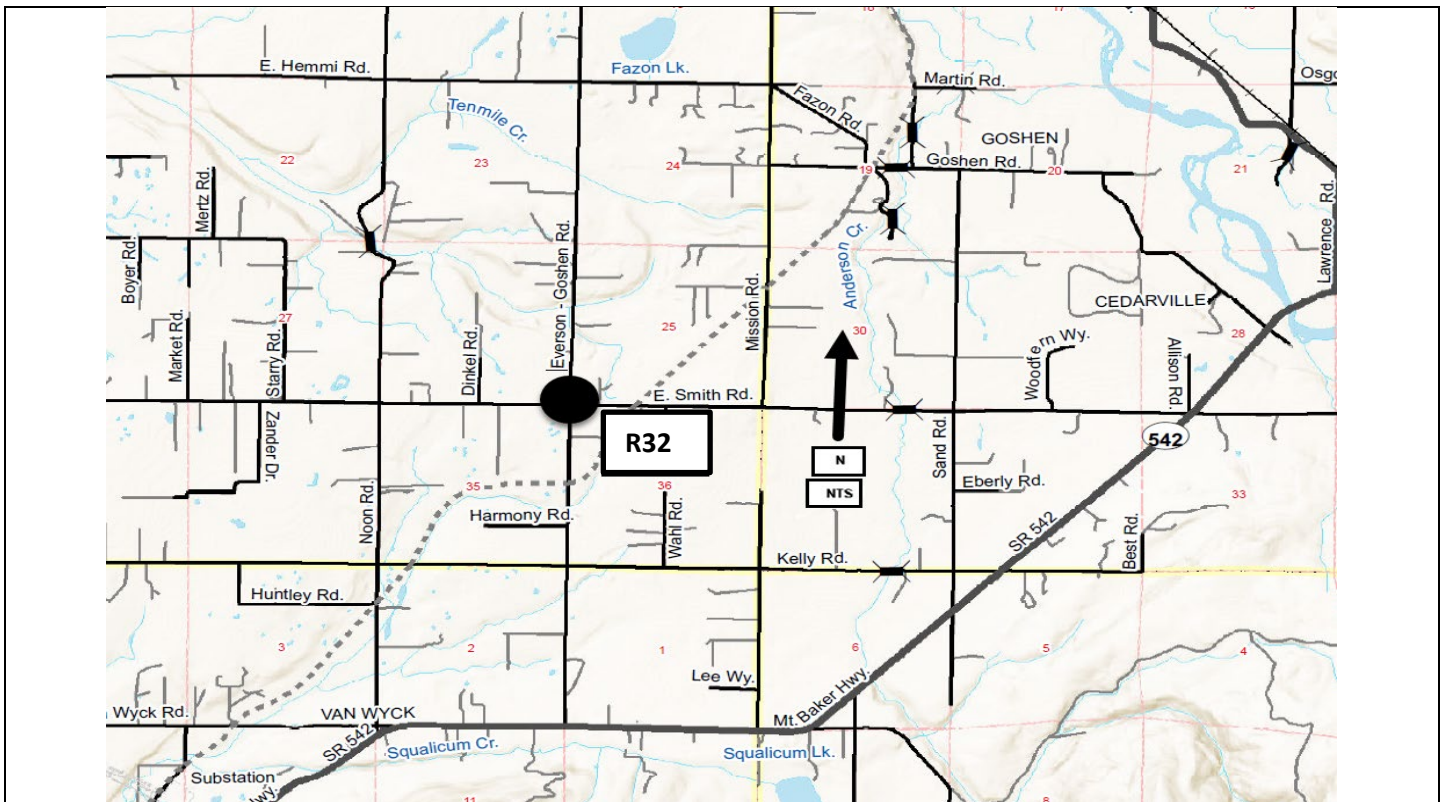 18
17
16
E. Hemmi Rd.
Fazon Lk.
Martin Rd.
Tenmile Cr.
Fazon Rd.
GOSHEN
22
23
24
19
Goshen Rd.
20
21
Mertz Rd.
Lawrence Rd.
Boyer Rd.
Everson - Goshen Rd.
Anderson Cr.
CEDARVILLE
Mission Rd.
27
25
30
28
Market Rd.
Starry Rd.
Dinkel Rd.
Woodfern Wy.
Allison Rd.
E. Smith Rd.
Zander Dr.
R32
N
NTS
Sand Rd.
542
35
36
Eberly Rd.
33
Noon Rd.
Harmony Rd.
Wahl Rd.
SR 542
Best Rd.
Kelly Rd.
Huntley Rd.
3
2
1
6
5
4
Lee Wy.
Wyck Rd.
VAN WYCK
Mt. Baker Hwy.
SR 542
Squalicum Cr.
Squalicum Lk.
Substation
Hwy.
11
8